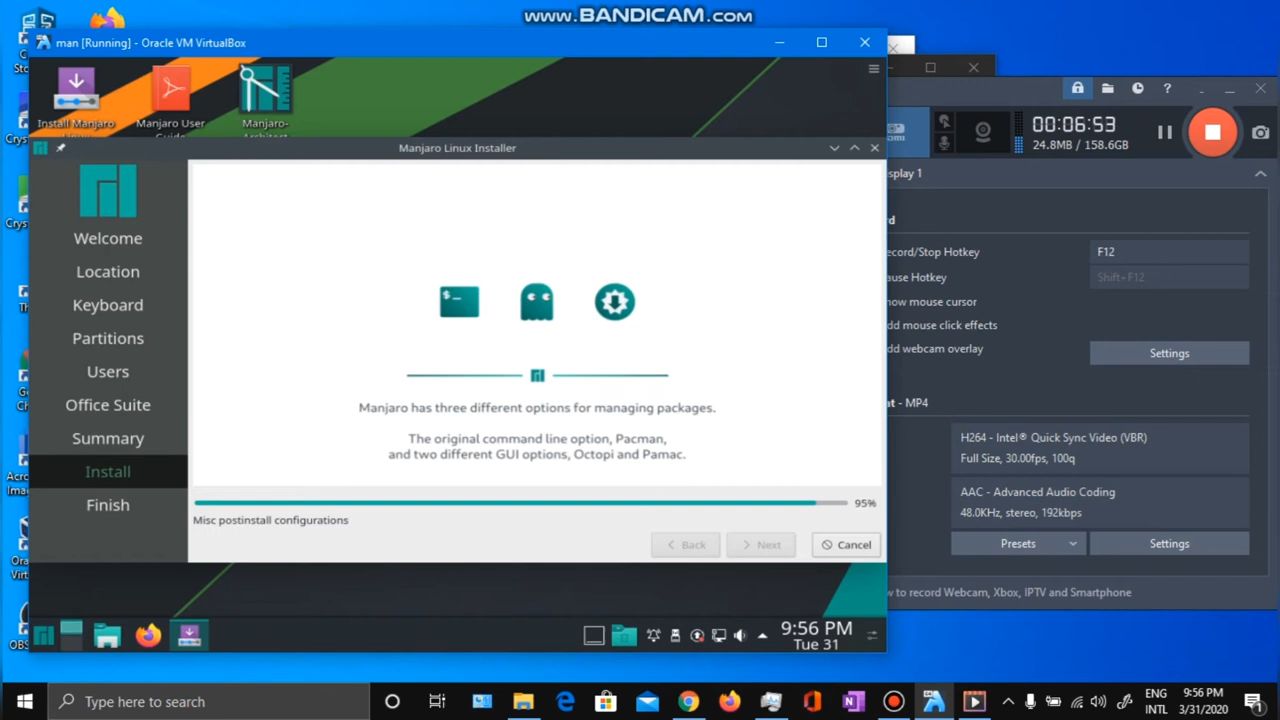 www.BANDICAM.com
man [Running] - Oracle VM VirtualBox
Install Manjaro
Manjaro User
Manjaro-
Architect
Manjaro Linux Installer
Welcome
Location
Keyboard
Partitions
Users
Office Suite
Summary
Install
Finish
$_
Manjaro has three different options for managing packages.
The original command line option, Pacman,
and two different GUI options, Octopi and Pamac.
95%
Misc postinstall configurations
Back
Next
Cancel
9:56 PM
Tue 31
00:06:53
24.8MB / 158.6GB
isplay 1
rd
ecord/Stop Hotkey
F12
ause Hotkey
Shift+F12
how mouse cursor
dd mouse click effects
dd webcam overlay
Settings
at - MP4
H264 - Intel® Quick Sync Video (VBR)
Full Size, 30.00fps, 100q
AAC - Advanced Audio Coding
48.0KHz, stereo, 192kbps
Presets
Settings
w to record Webcam, Xbox, IPTV and Smartphone
Type here to search
ENG
INTL
9:56 PM
3/31/2020
1